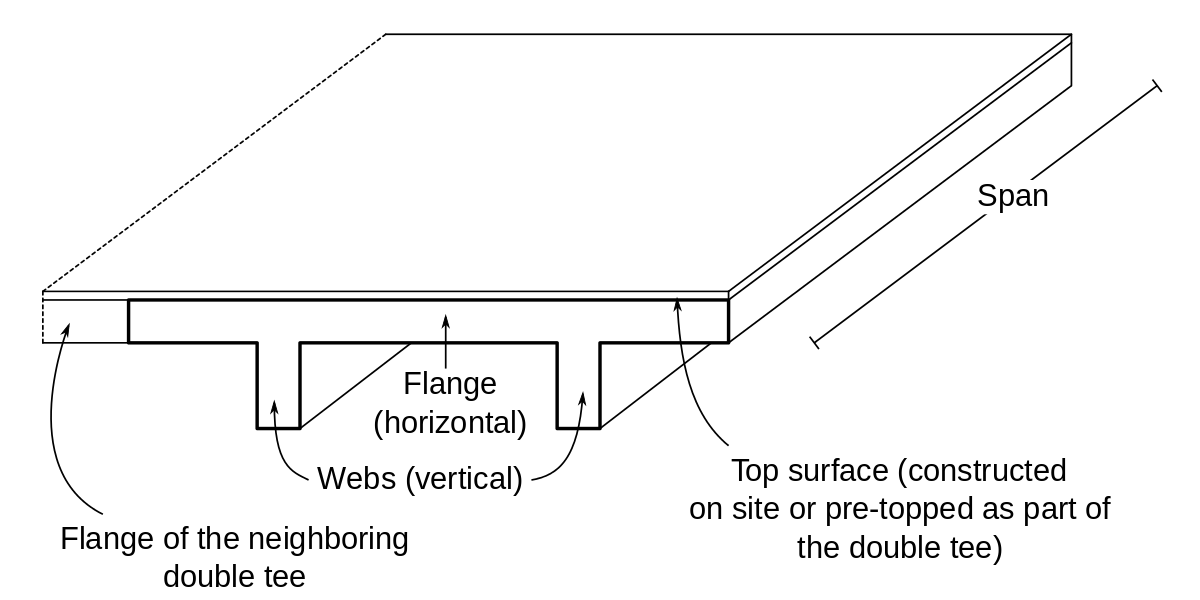 Span
Flange
(horizontal)
Webs (vertical)
Top surface (constructed
on site or pre-topped as part of
the double tee)
Flange of the neighboring
double tee